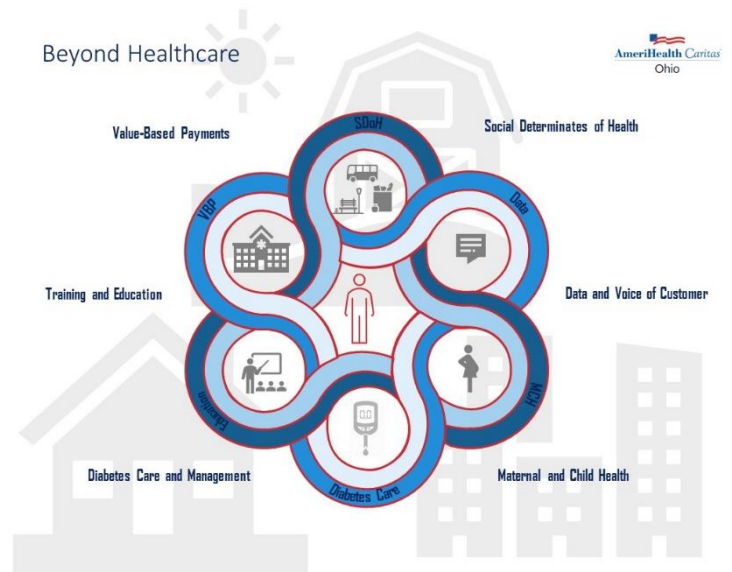 Beyond Healthcare
AmeriHealth Caritas
Ohio
Value-Based Payments
SDoH
Social Determinates of Health
VBP
Data
Training and Education
Data and Voice of Customer
Education
MCH
Diabetes Care and Management
Diabetes Care
Maternal and Child Health